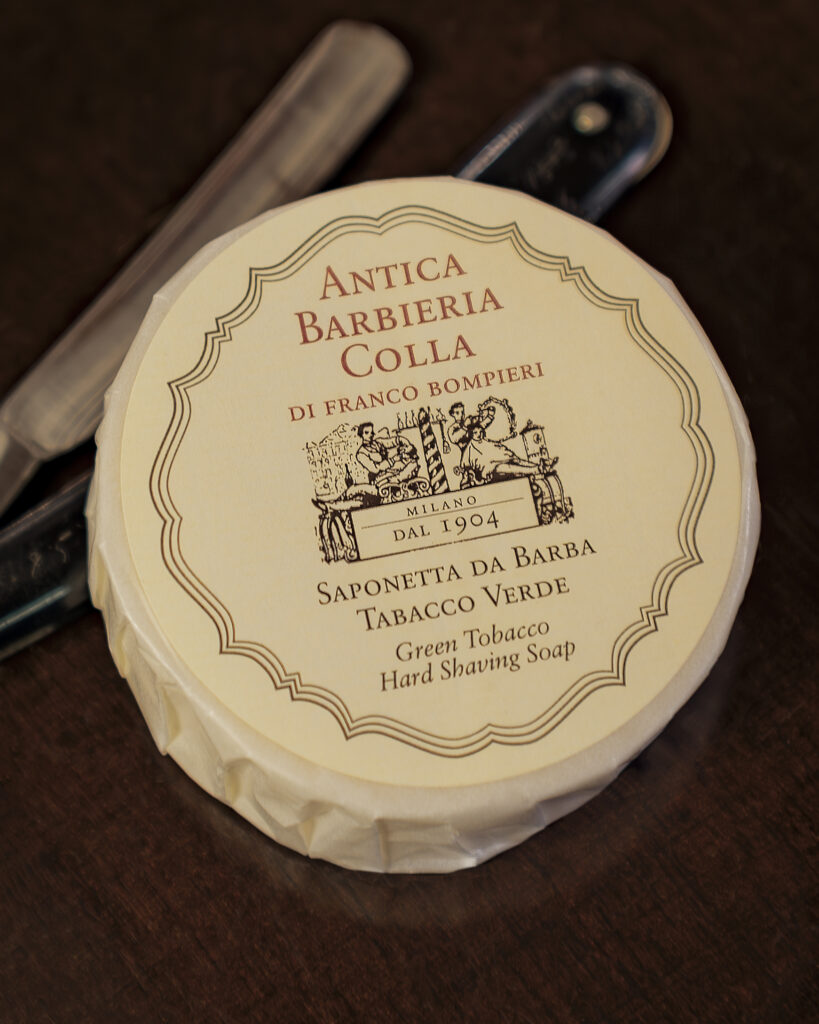 ANTICA
BARBIERIA
COLLA
DI FRANCO BOMPIERI
MILANO
DAL 1904
SAPONETTA DA BARBA
TABACCO VERDE
Green Tobacco
Hard Shaving Soap